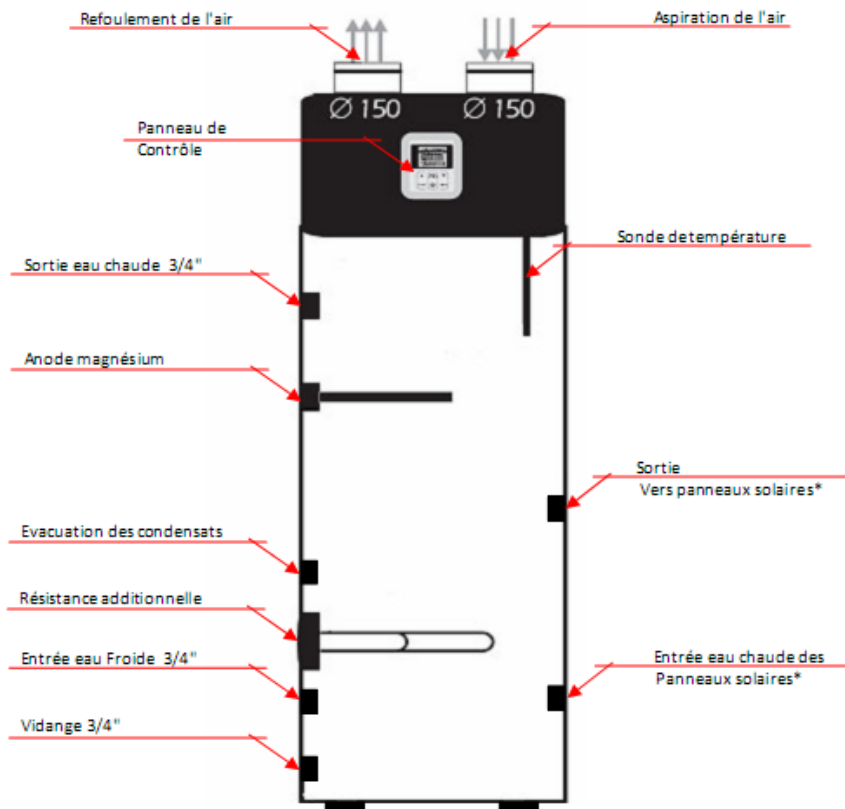 Refoulement de l'air
Aspiration de l'air
Ø 150
Ø 150
Panneau de
Contrôle
Sonde de température
Sortie eau chaude 3/4"
Anode magnésium
Sortie
Vers panneaux solaires*
Evacuation des condensats
Résistance additionnelle
Entrée eau Froide 3/4"
Entrée eau chaude des
Panneaux solaires*
Vidange 3/4"